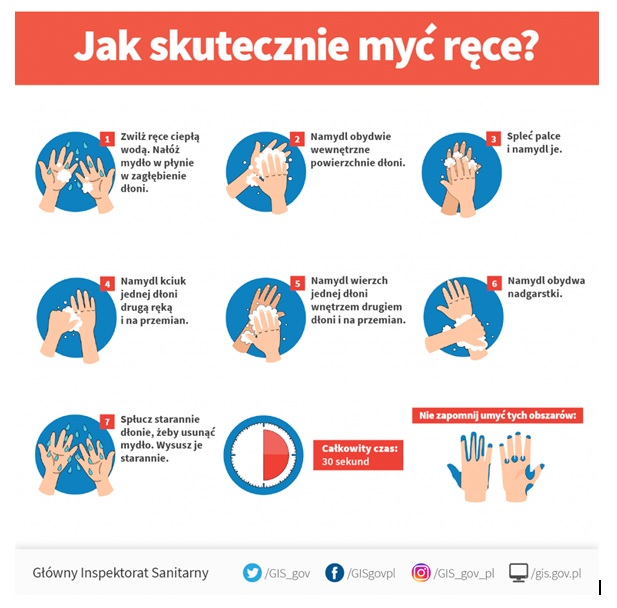 Jak skutecznie myć ręce?
1
Zwilż ręce ciepłą
wodą. Nałóż
mydło w płynie
w zagłębienie
dłoni.
2
Namydl obydwie
wewnętrzne
powierzchnie dłoni.
3
Spleć palce
i namydl je.
4
Namydl kciuk
jednej dłoni
drugą ręką
i na przemian.
5
Namydl wierzch
jednej dłoni
wnętrzem drugiem
dłoni i na przemian.
6
Namydl obydwa
nadgarstki.
7
Spłucz starannie
dłonie, żeby usunąć
mydło. Wysusz je
starannie.
Całkowity czas:
30 sekund
Nie zapomnij umyć tych obszarów:
Główny Inspektorat Sanitarny
/GIS_gov
/GISgovpl
/GIS_gov_pl
/gis.gov.pl